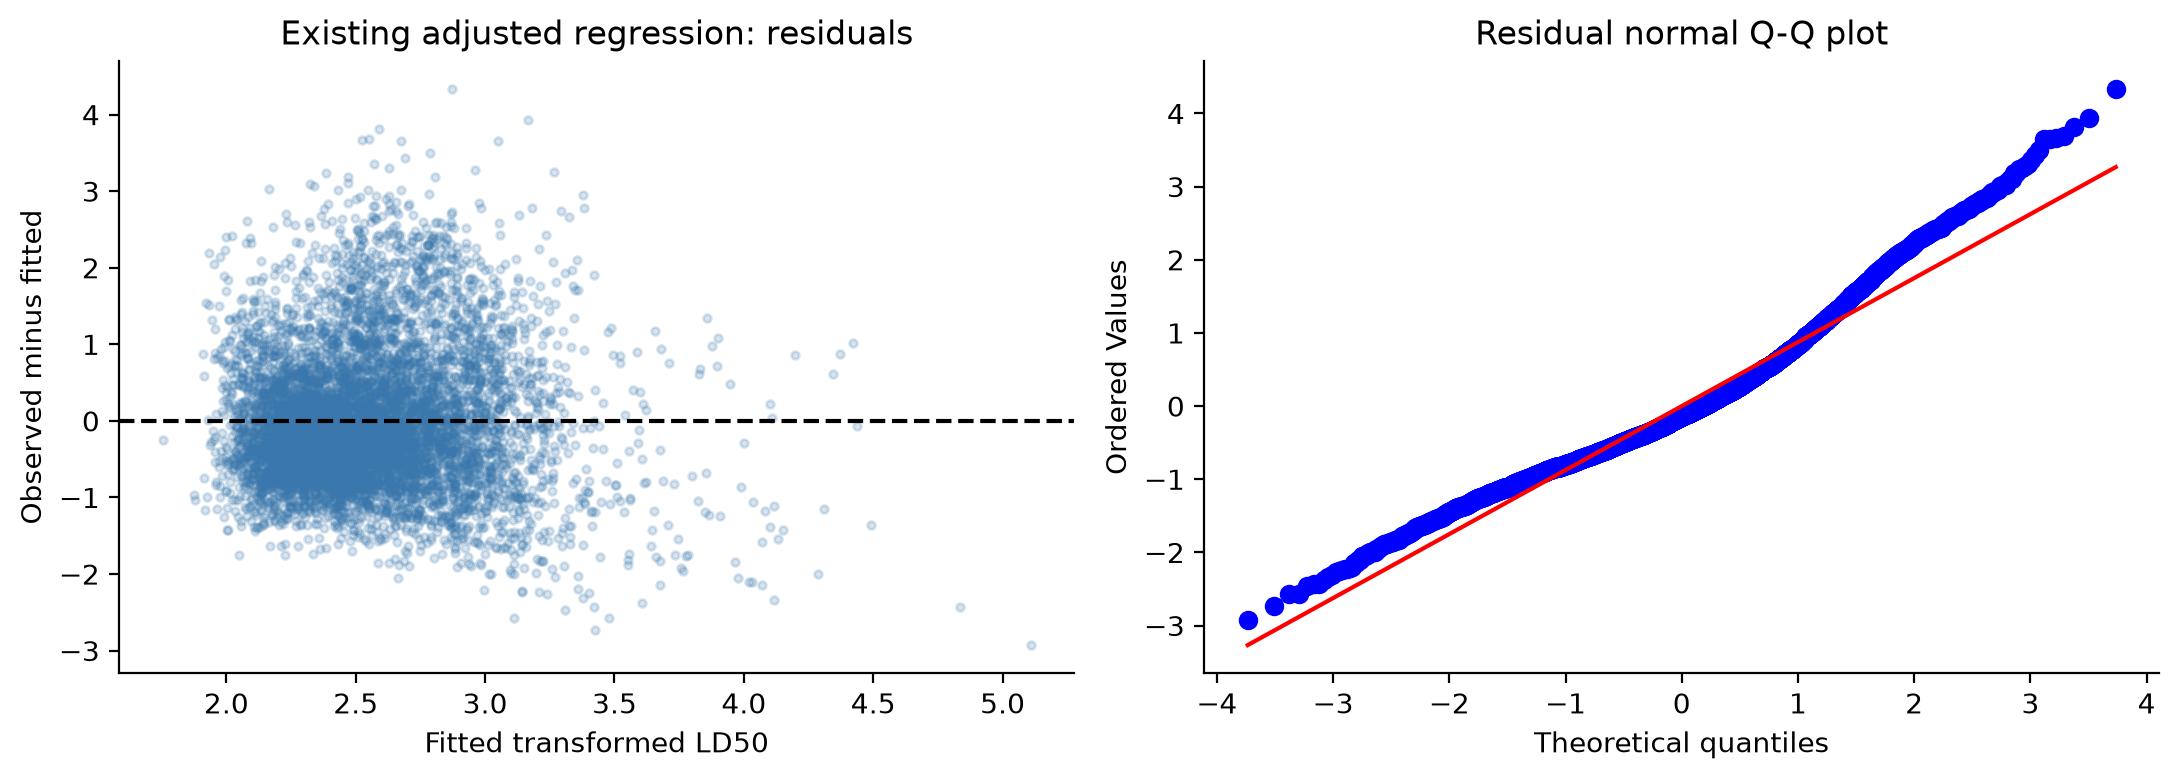 Existing adjusted regression: residuals
Observed minus fitted
4
3
2
1
0
−1
−2
−3
2.0 2.5 3.0 3.5 4.0 4.5 5.0
Fitted transformed LD50
Residual normal Q-Q plot
Ordered Values
4
3
2
1
0
−1
−2
−3
−4 −3 −2 −1 0 1 2 3 4
Theoretical quantiles